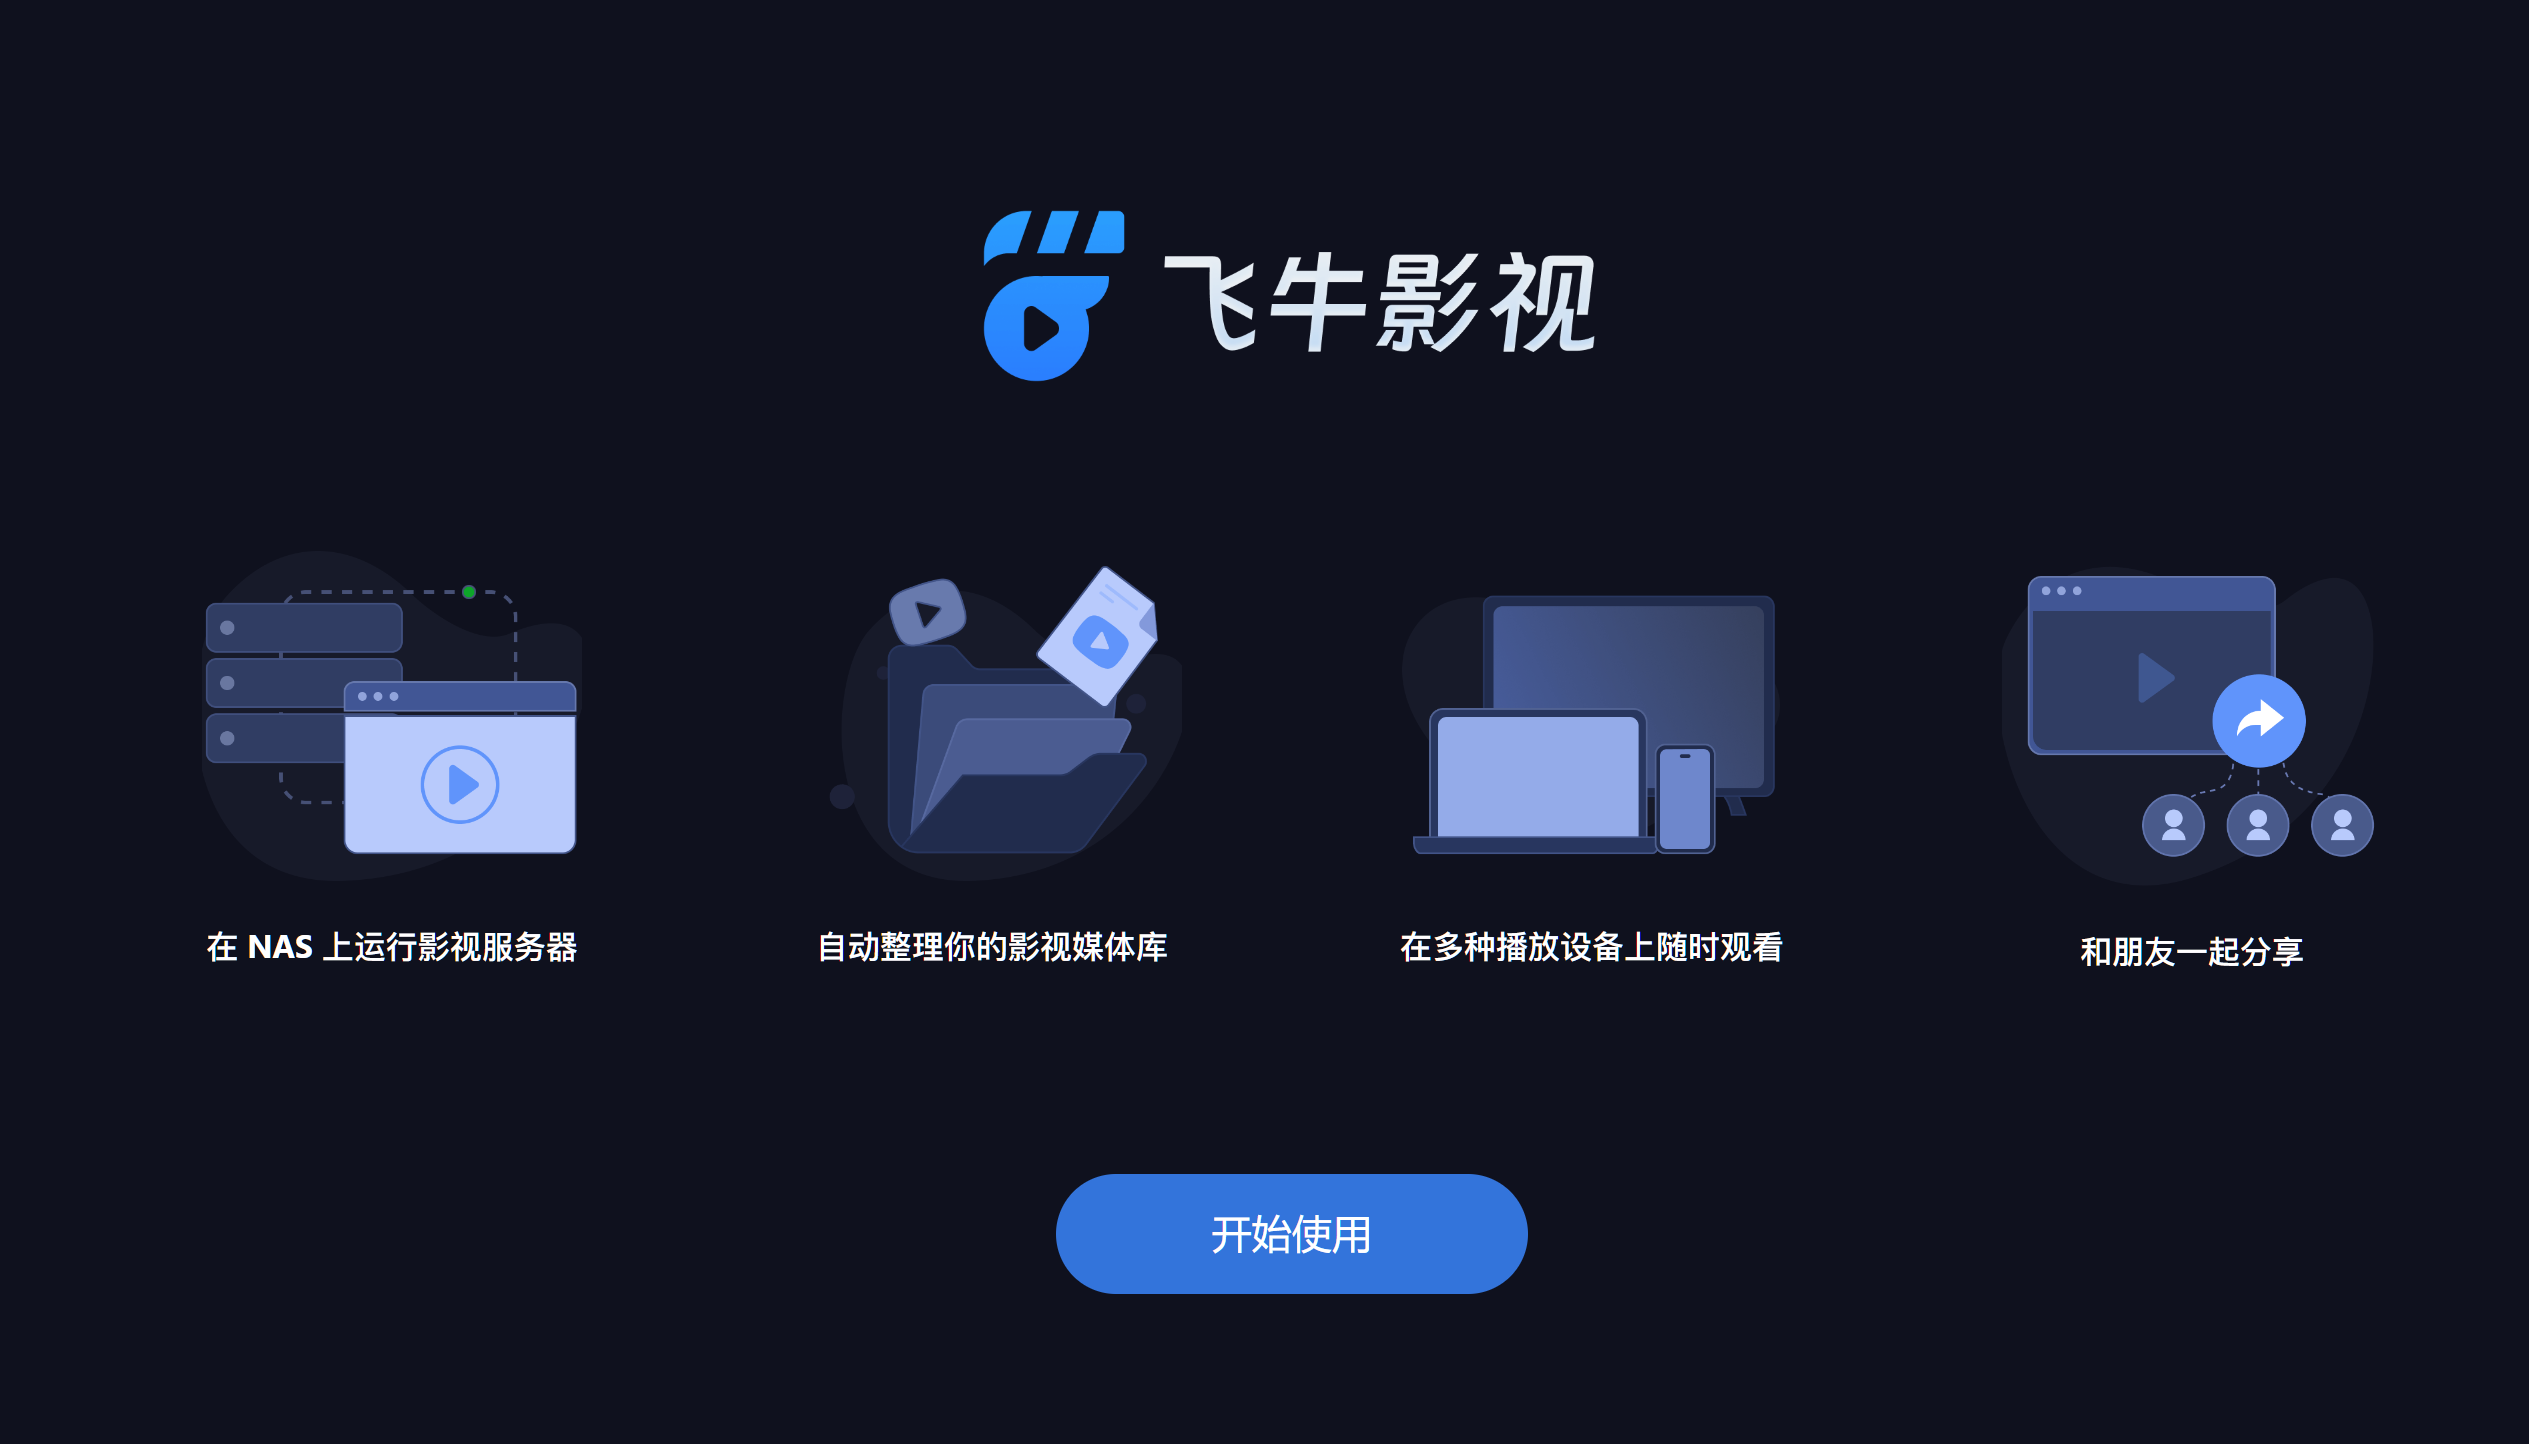 飞牛影视
在 NAS 上运行影视服务器
自动整理你的影视媒体库
在多种播放设备上随时观看
和朋友一起分享
开始使用